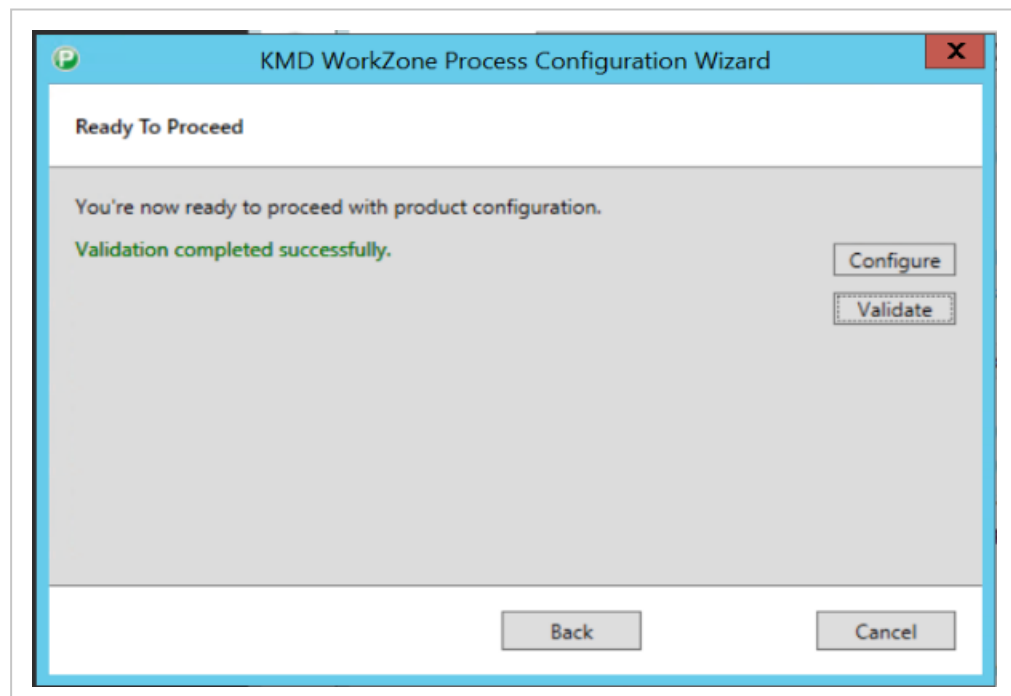 KMD WorkZone Process Configuration Wizard
X
Ready To Proceed
You're now ready to proceed with product configuration.
Validation completed successfully.
Configure
Validate
Back
Cancel